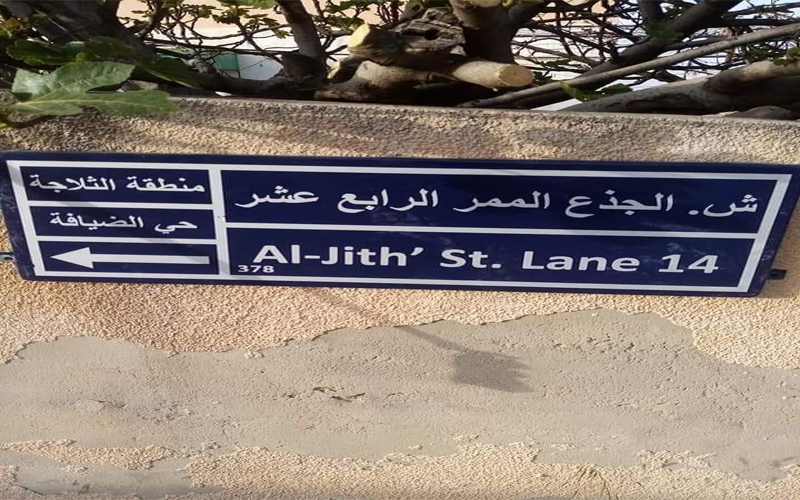 ش. الجذع الممر الرابع عشر
Al-Jith' St. Lane 14
378
منطقة الثلاجة
حي الضيافة